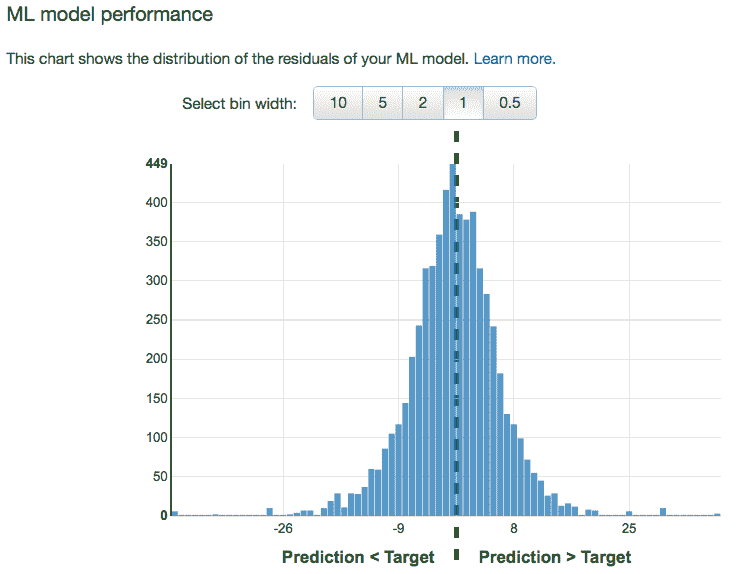 ML model performance
This chart shows the distribution of the residuals of your ML model. Learn more.
Select bin width: 10 5 2 1 0.5
449
400
350
300
250
200
150
100
50
0
-26 -9 8 25
Prediction < Target Prediction > Target